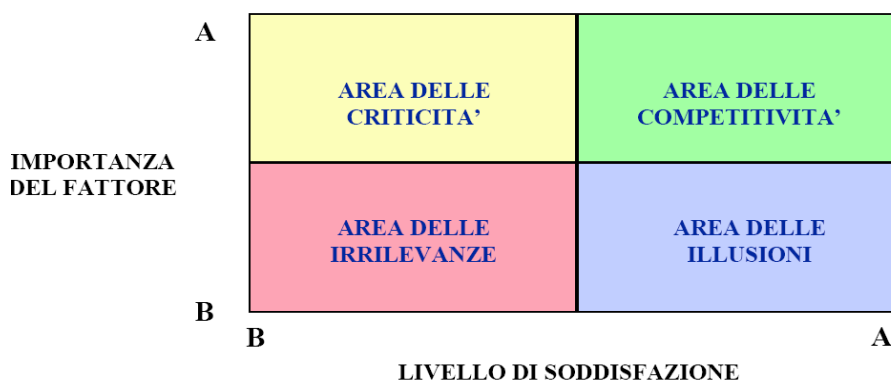 A
AREA DELLE
CRITICITA’
AREA DELLE
COMPETITIVITA’
IMPORTANZA
DEL FATTORE
AREA DELLE
IRRILEVANZE
AREA DELLE
ILLUSIONI
B
B
A
LIVELLO DI SODDISFAZIONE